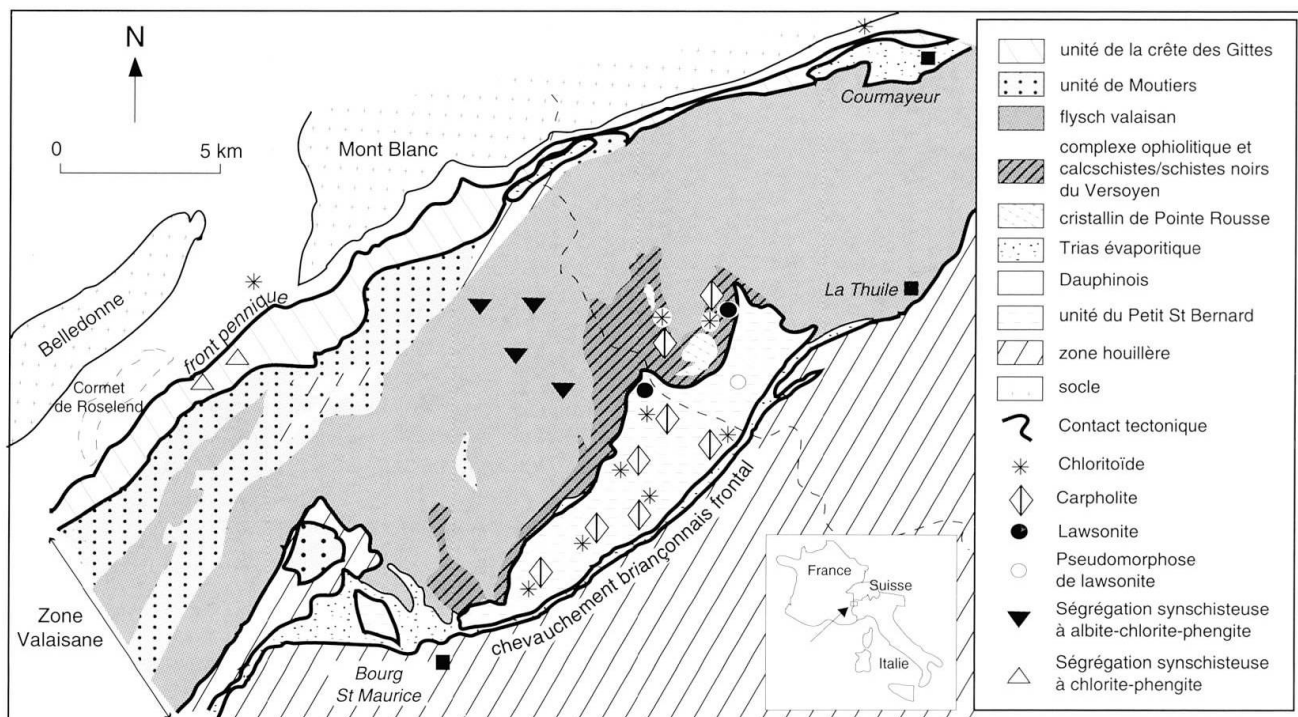 N
0
5 km
Mont Blanc
Courmayeur
La Thuile
Belledonne
front pennique
Cormet
de Roselend
Zone
Valaisane
Bourg
St Maurice
chevauchement briançonnais frontal
France
Suisse
Italie
unité de la crête des Gittes
unité de Moutiers
flysch valaisan
complexe ophiolitique et
calcschistes/schistes noirs
du Versoyen
cristallin de Pointe Rousse
Trias évaporitique
Dauphinois
unité du Petit St Bernard
zone houillère
socle
Contact tectonique
Chloritoïde
Carpholite
Lawsonite
Pseudomorphose
de lawsonite
Ségrégation synschisteuse
à albite-chlorite-phengite
Ségrégation synschisteuse
à chlorite-phengite